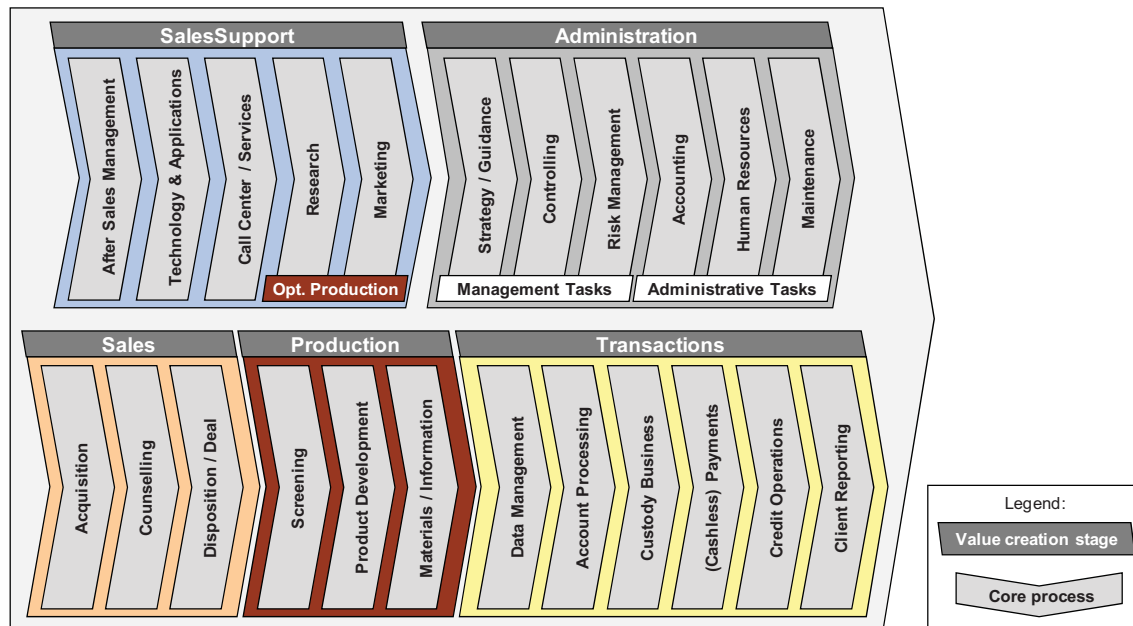 SalesSupport
After Sales Management
Technology & Applications
Call Center / Services
Research
Marketing
Opt. Production
Administration
Strategy / Guidance
Controlling
Risk Management
Accounting
Human Resources
Maintenance
Management Tasks
Administrative Tasks
Sales
Acquisition
Counselling
Disposition / Deal
Production
Screening
Product Development
Materials / Information
Transactions
Data Management
Account Processing
Custody Business
(Cashless) Payments
Credit Operations
Client Reporting
Legend:
Value creation stage
Core process